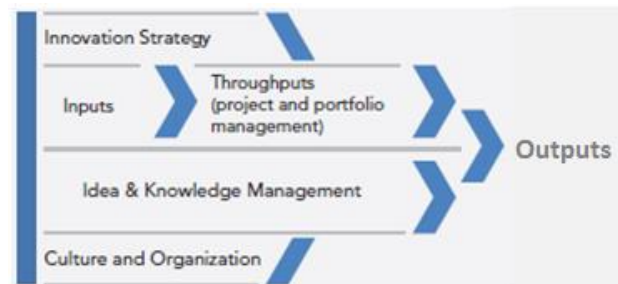 Innovation Strategy
Inputs
Throughputs
(project and portfolio
management)
Outputs
Idea & Knowledge Management
Culture and Organization